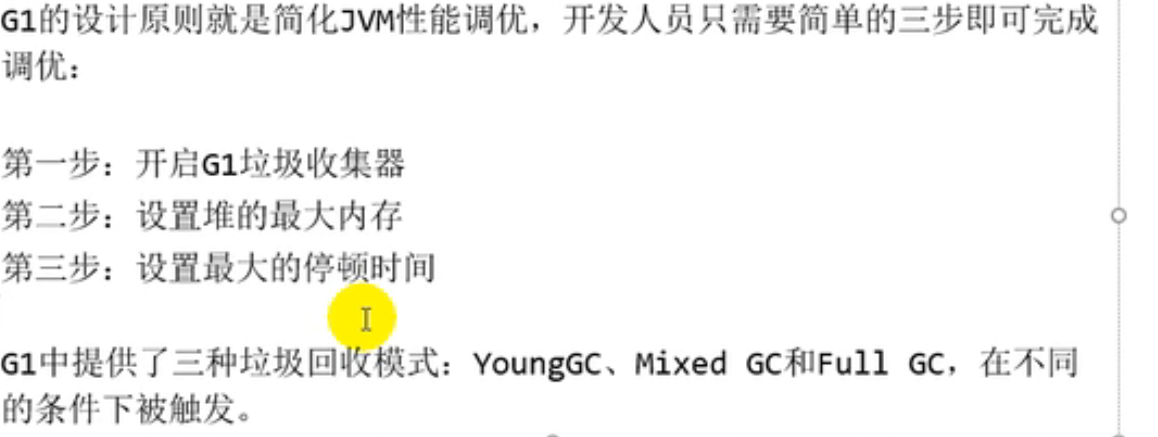 G1的设计原则就是简化JVM性能调优，开发人员只需要简单的三步即可完成
调优：
第一步：开启G1垃圾收集器
第二步：设置堆的最大内存
第三步：设置最大的停顿时间
G1中提供了三种垃圾回收模式：YoungGC、Mixed GC和Full GC，在不同
的条件下被触发。